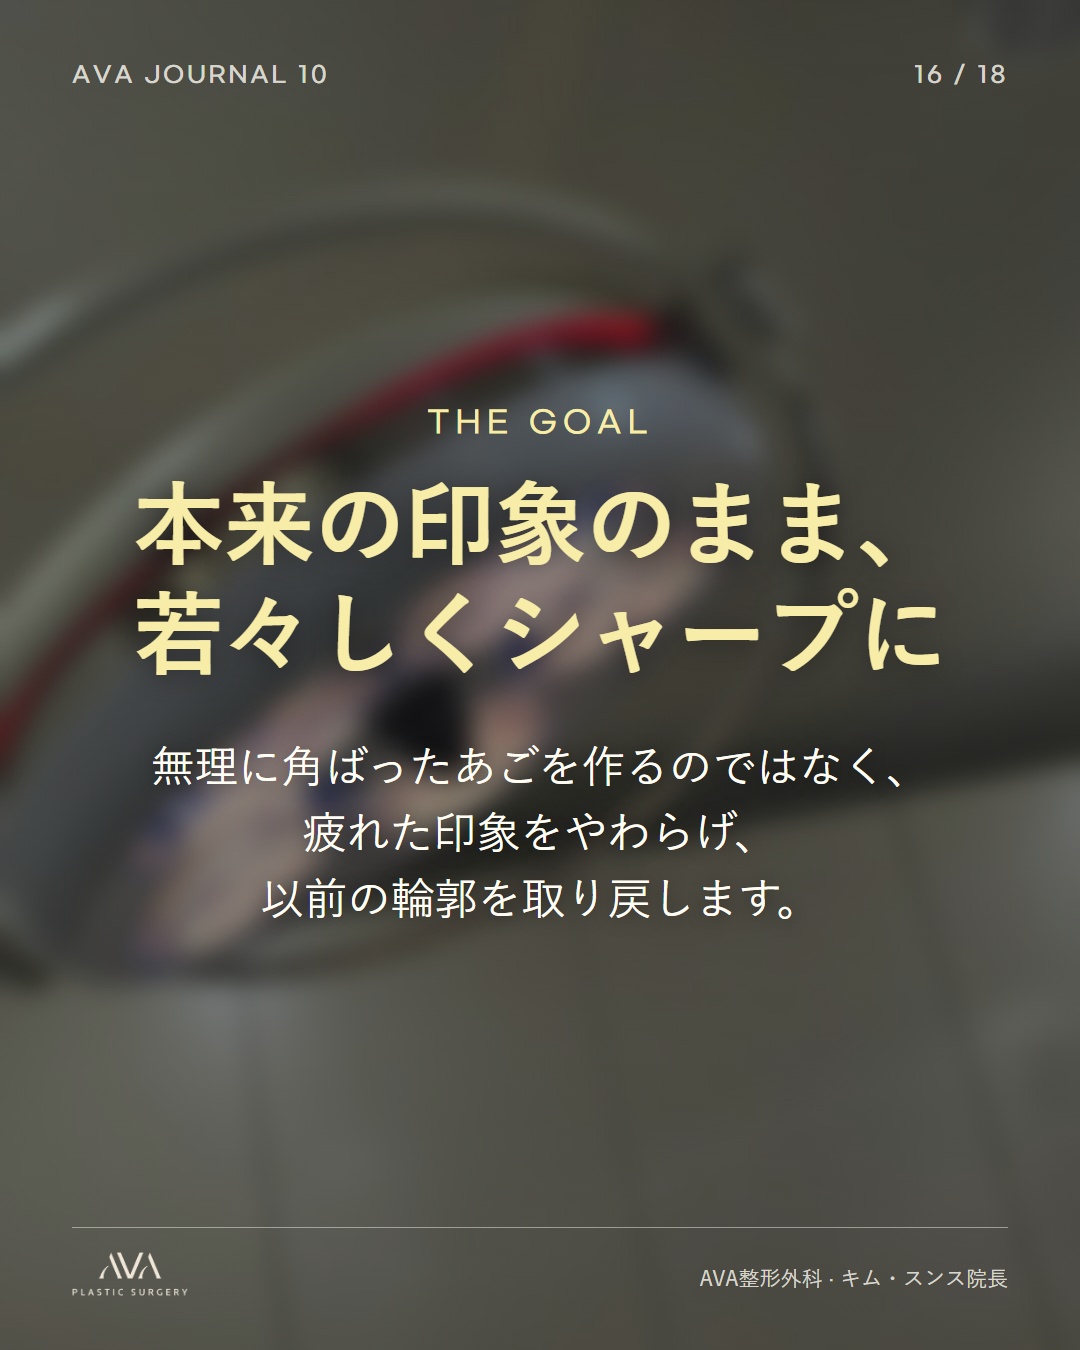 AVA JOURNAL 10
16 / 18
THE GOAL
本来の印象のまま、
若々しくシャープに
無理に角ばったあごを作るのではなく、
疲れた印象をやわらげ、
以前の輪郭を取り戻します。
AVA
PLASTIC SURGERY
AVA整形外科 · キム・スンス院長